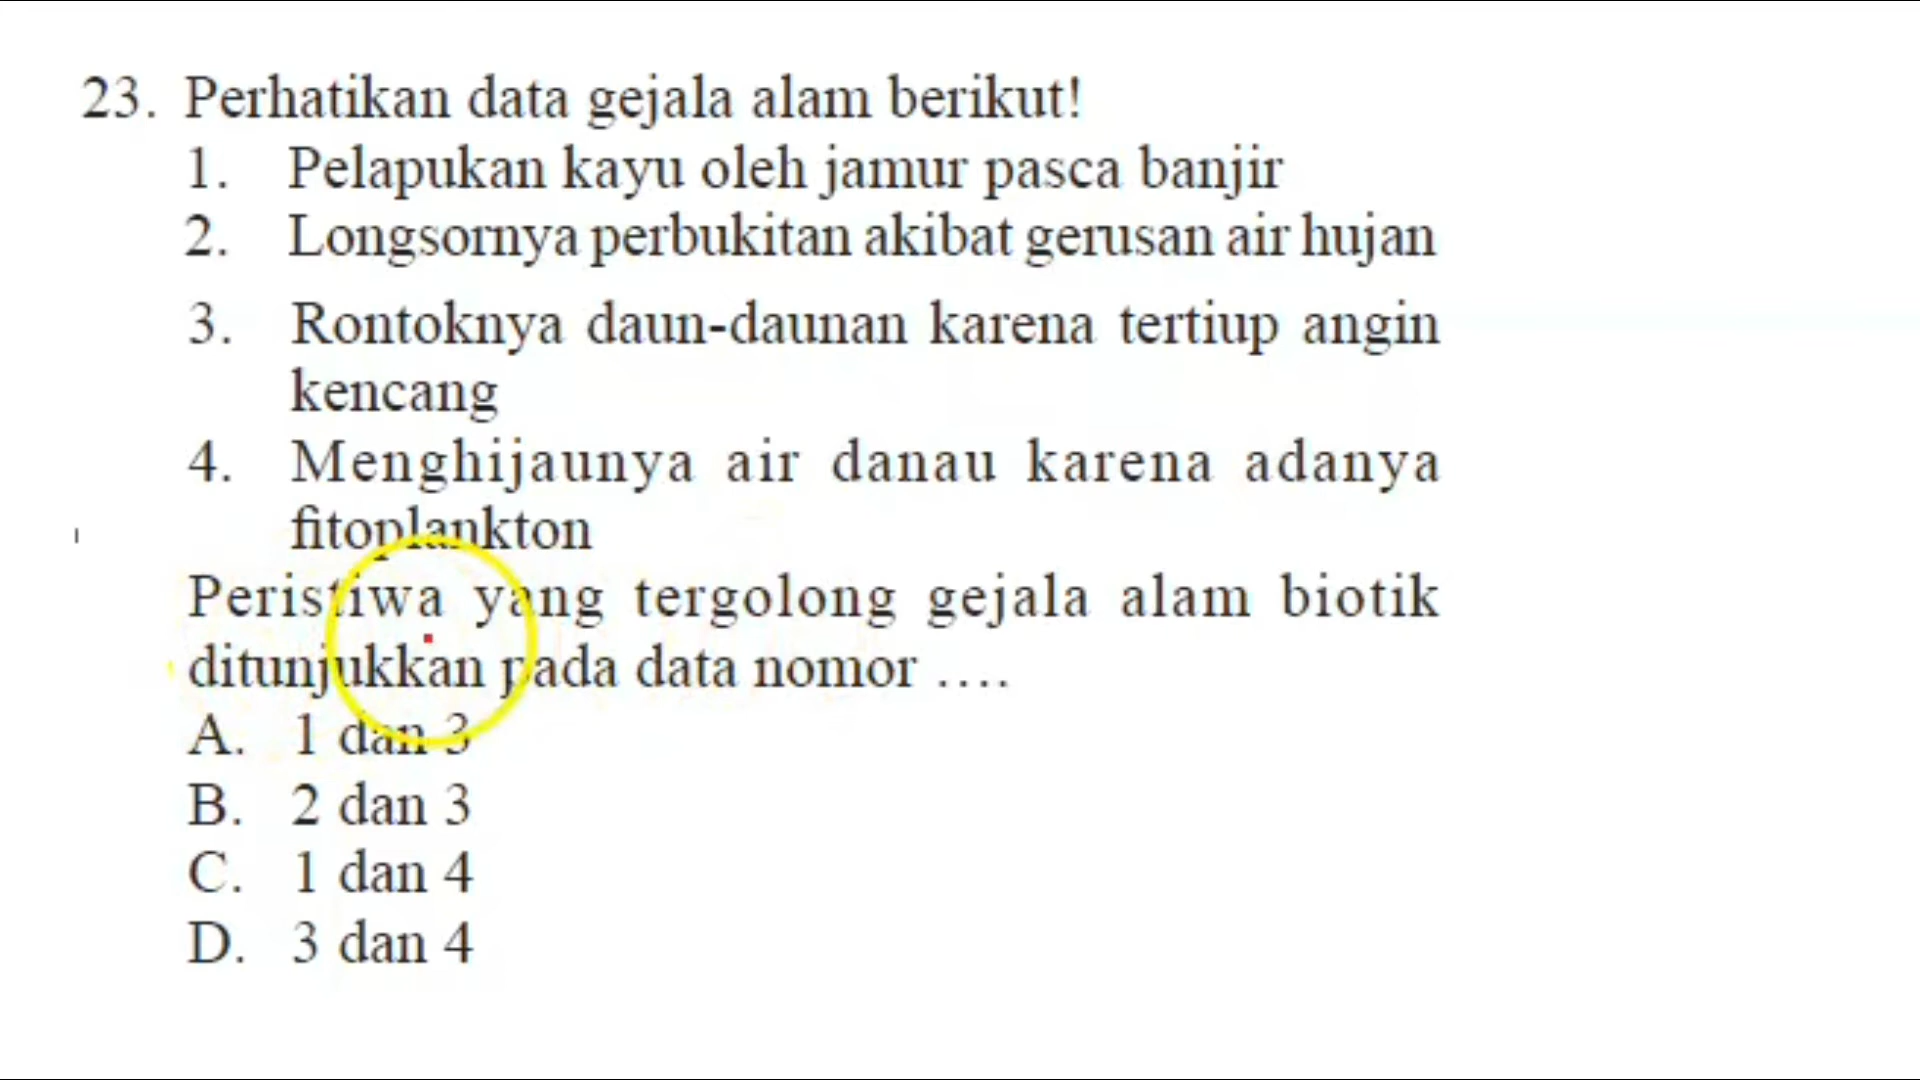 23. Perhatikan data gejala alam berikut!
1. Pelapukan kayu oleh jamur pasca banjir
2. Longsornya perbukitan akibat gerusan air hujan
3. Rontoknya daun-daunan karena tertiup angin
kencang
4. Menghijaunya air danau karena adanya
fitoplankton
Peristiwa yang tergolong gejala alam biotik
ditunjukkan pada data nomor ....
A. 1 dan 3
B. 2 dan 3
C. 1 dan 4
D. 3 dan 4